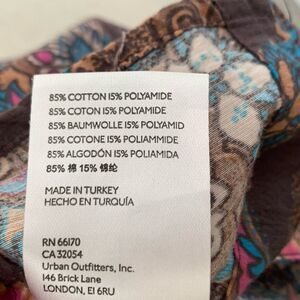 85% COTTON 15% POLYAMIDE
85% COTON 15% POLYAMIDE
85% BAUMWOLLE 15% POLYAMID
85% COTONE 15% POLIAMMIDE
85% ALGODÓN 15% POLIAMIDA
85% 棉 15% 锦纶
MADE IN TURKEY
HECHO EN TURQUÍA
RN 66170
CA 32054
Urban Outfitters, Inc.
146 Brick Lane
LONDON, E1 6RU